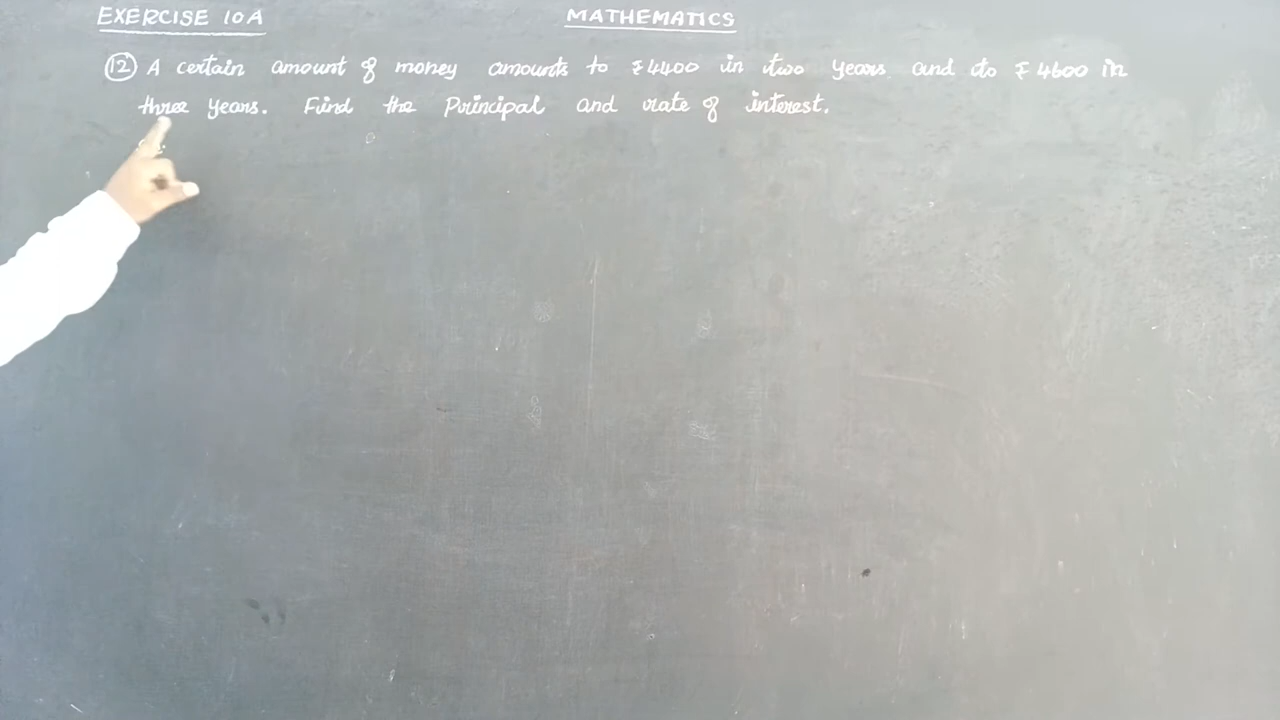 EXERCISE 10A
MATHEMATICS
12 A certain amount of money amounts to ₹4400 in two years and to ₹4600 in
three years. Find the Principal and rate of interest.